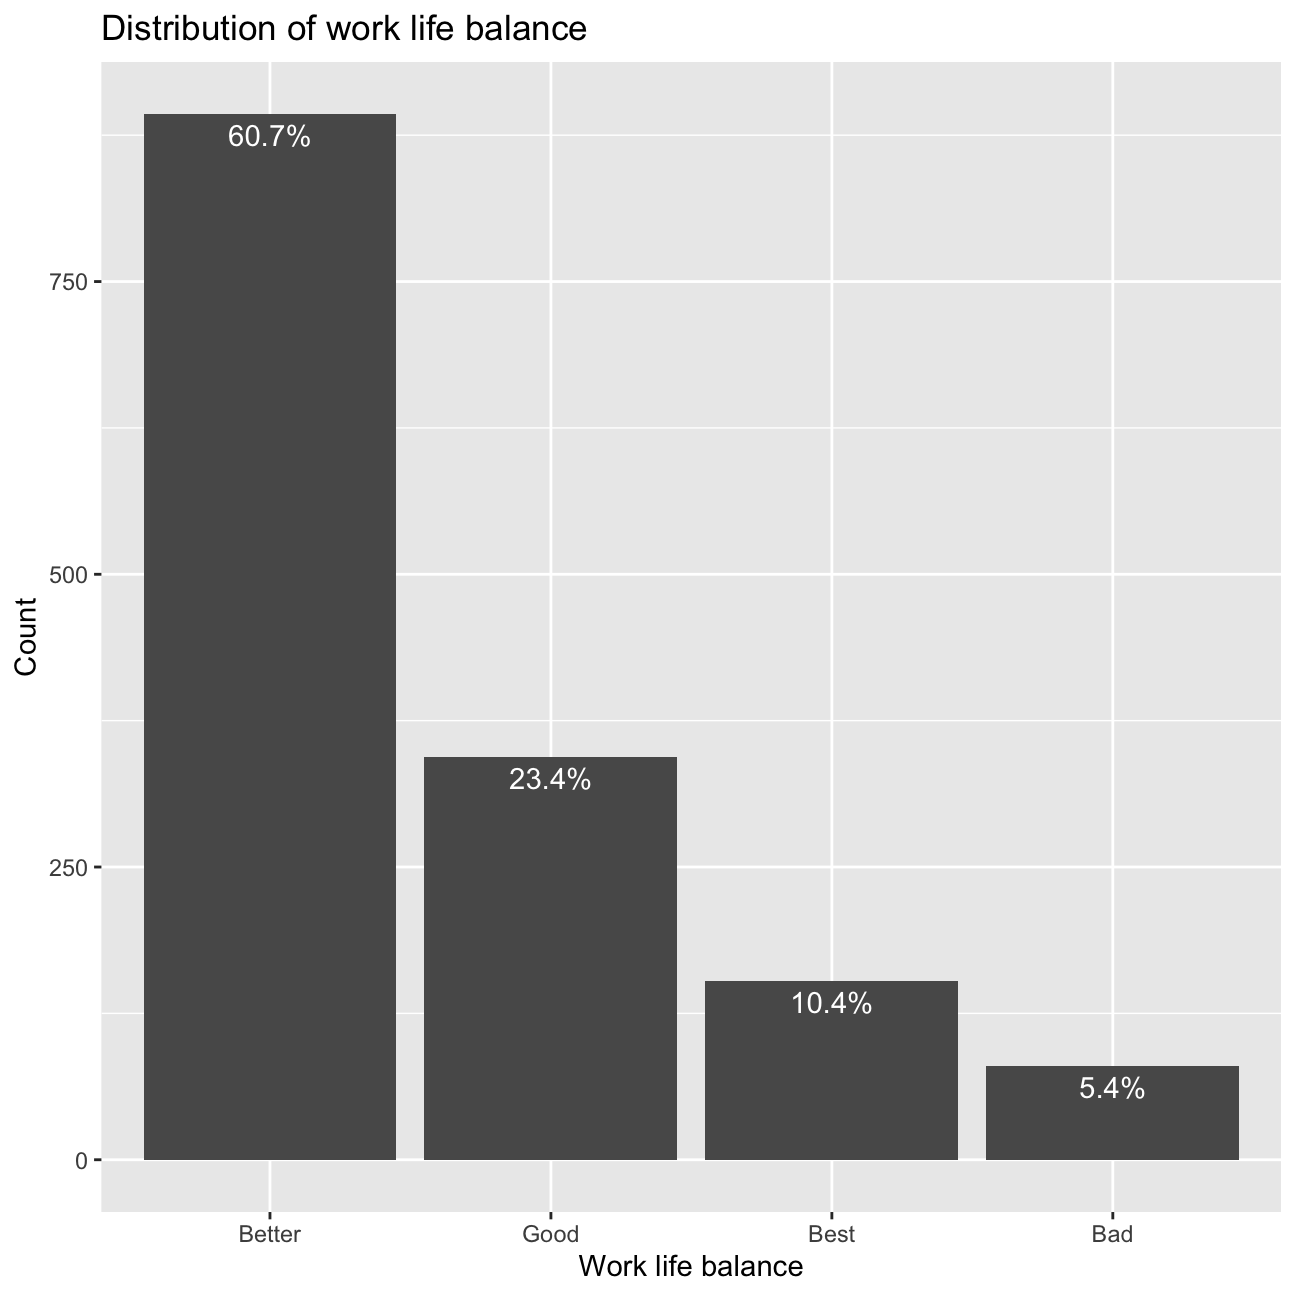 Distribution of work life balance
60.7%
23.4%
10.4%
5.4%
750
500
250
0
Count
Better
Good
Best
Bad
Work life balance